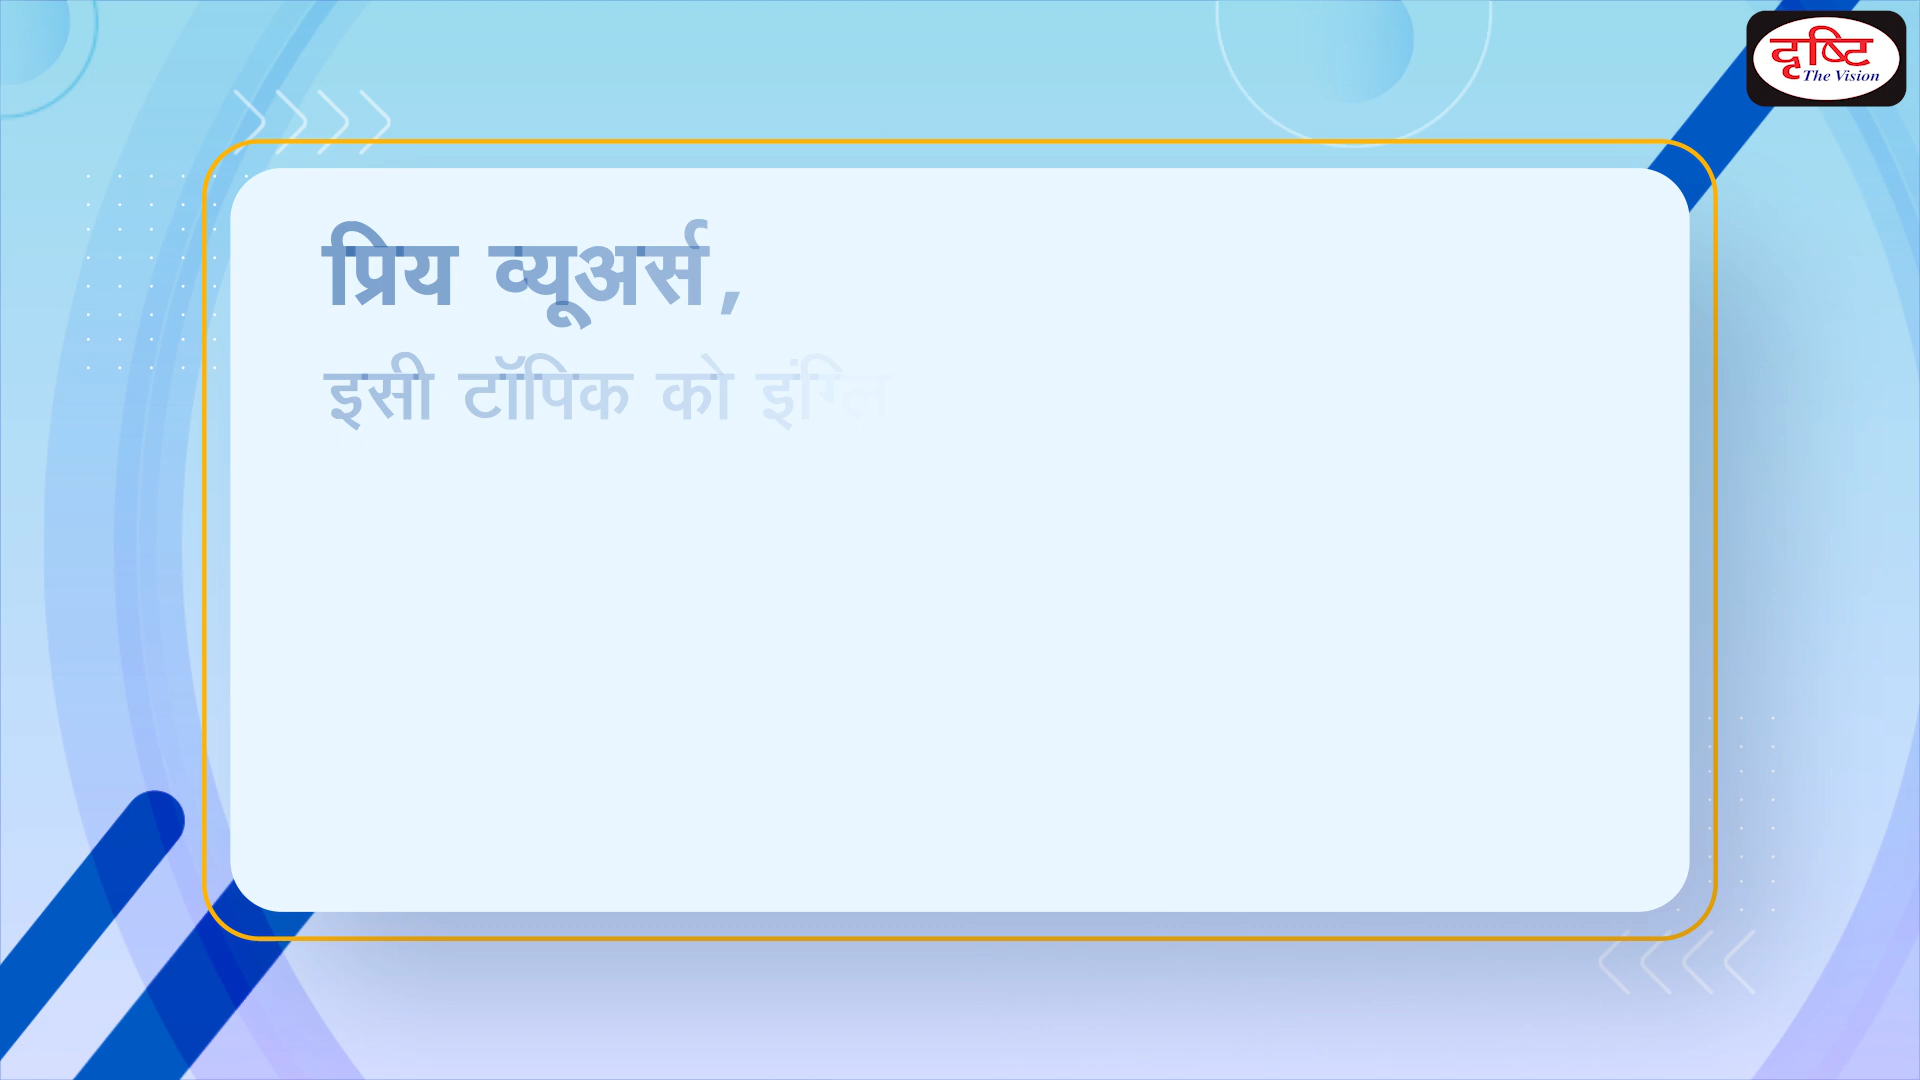 दृष्टि
The Vision
प्रिय व्यूअर्स,
इसी टॉपिक को